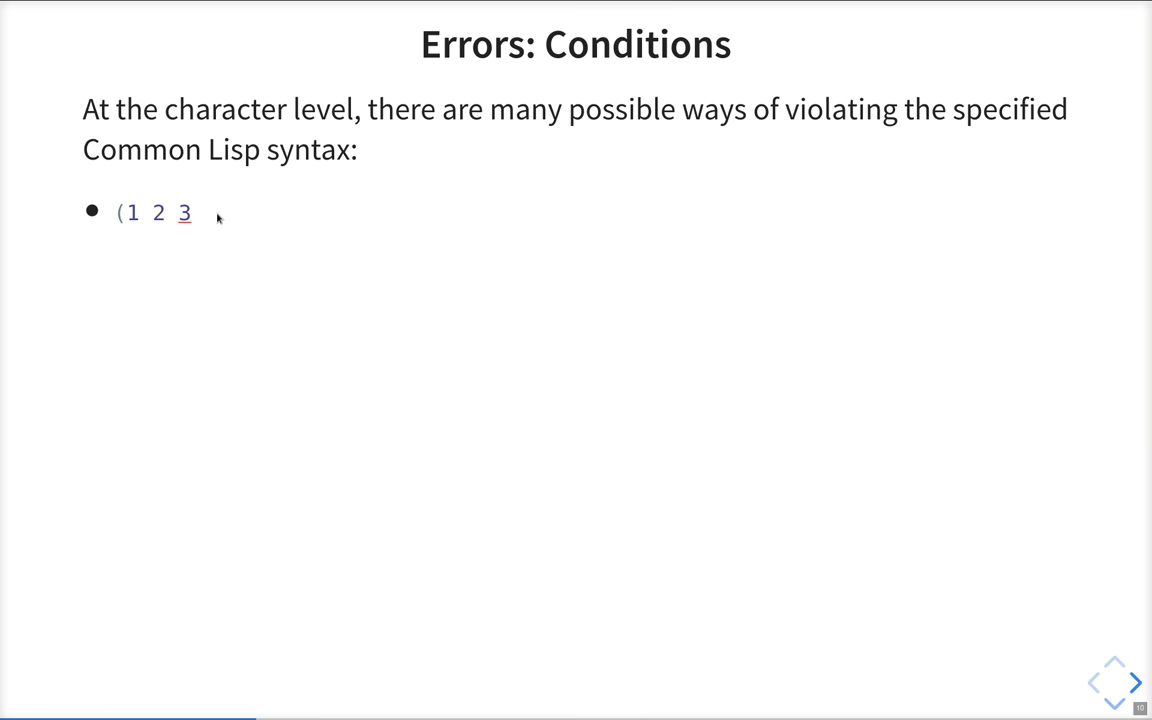 Errors: Conditions
At the character level, there are many possible ways of violating the specified
Common Lisp syntax:
● (1 2 3
10